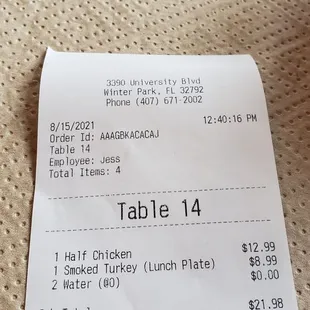 3390 University Blvd
Winter Park, FL 32792
Phone (407) 671-2002
8/15/2021 12:40:16 PM
Order Id: AAAGBKACACAJ
Table 14
Employee: Jess
Total Items: 4
Table 14
1 Half Chicken $12.99
1 Smoked Turkey (Lunch Plate) $8.99
2 Water (@0) $0.00
Total $21.98